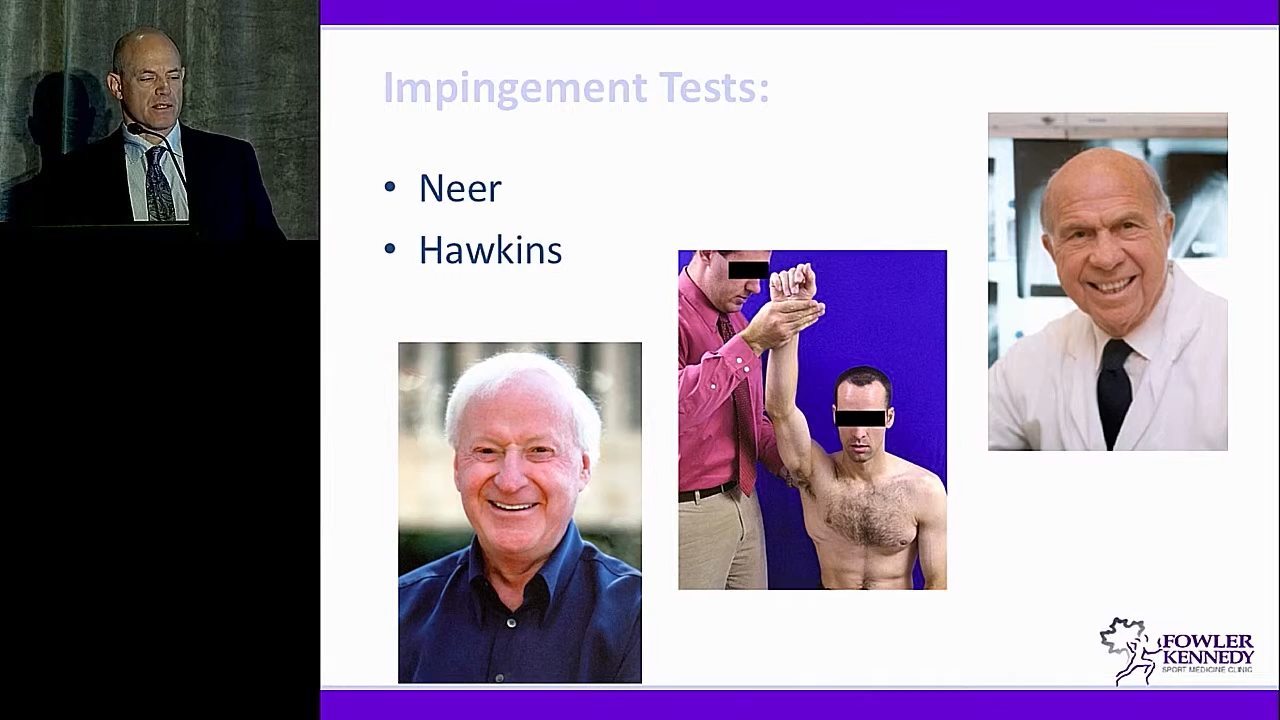 Impingement Tests:
• Neer
• Hawkins
FOWLER
KENNEDY
SPORT MEDICINE CLINIC